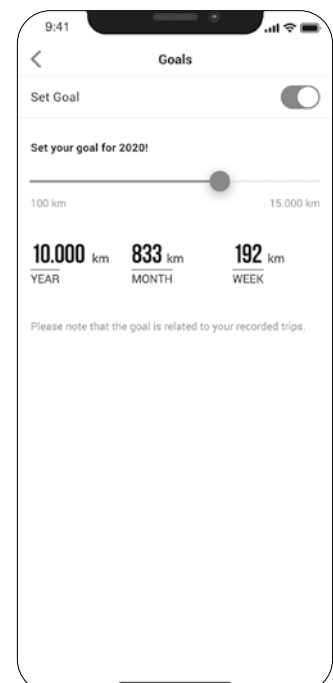 9:41
Goals
Set Goal
Set your goal for 2020!
100 km 15.000 km
10.000 km 833 km 192 km
YEAR MONTH WEEK
Please note that the goal is related to your recorded trips.